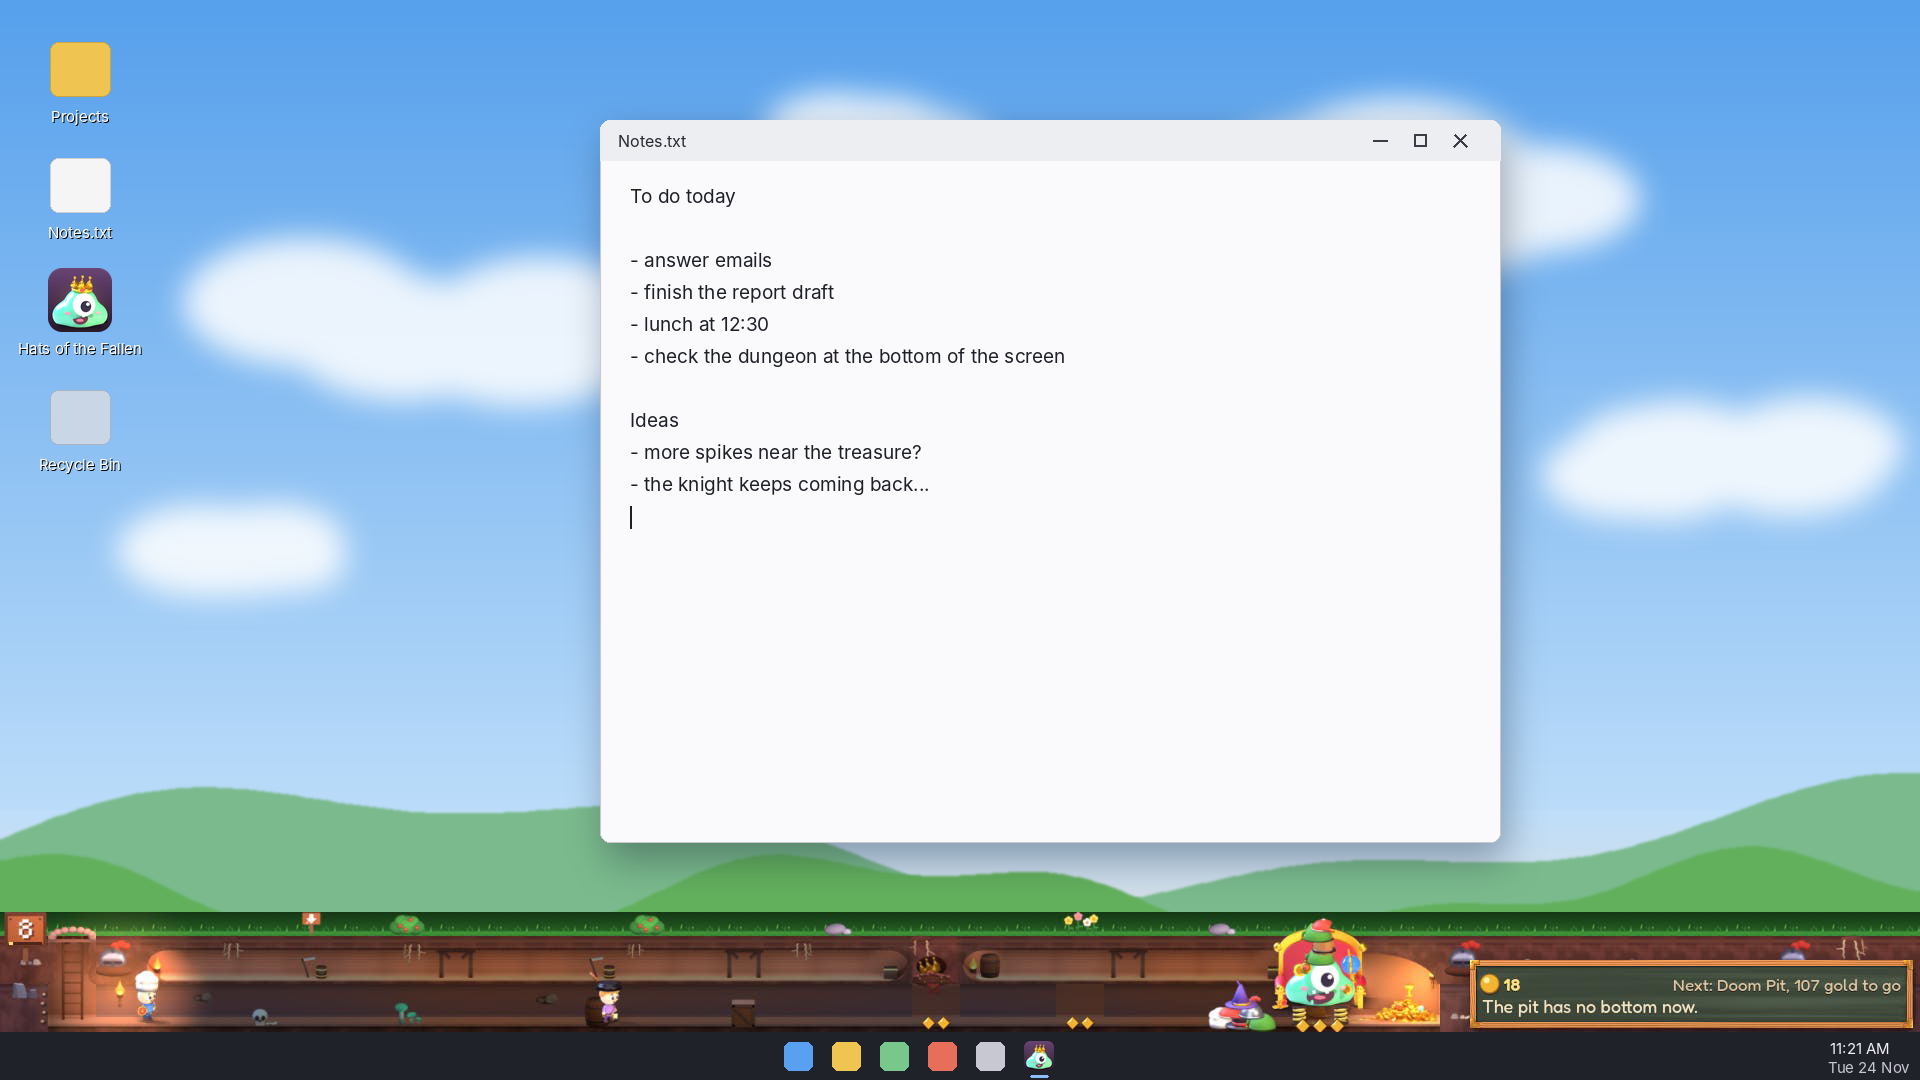 Projects
Notes.txt
Hats of the Fallen
Recycle Bin
Notes.txt
To do today
- answer emails
- finish the report draft
- lunch at 12:30
- check the dungeon at the bottom of the screen
Ideas
- more spikes near the treasure?
- the knight keeps coming back...
8
18
Next: Doom Pit, 107 gold to go
The pit has no bottom now.
11:21 AM
Tue 24 Nov